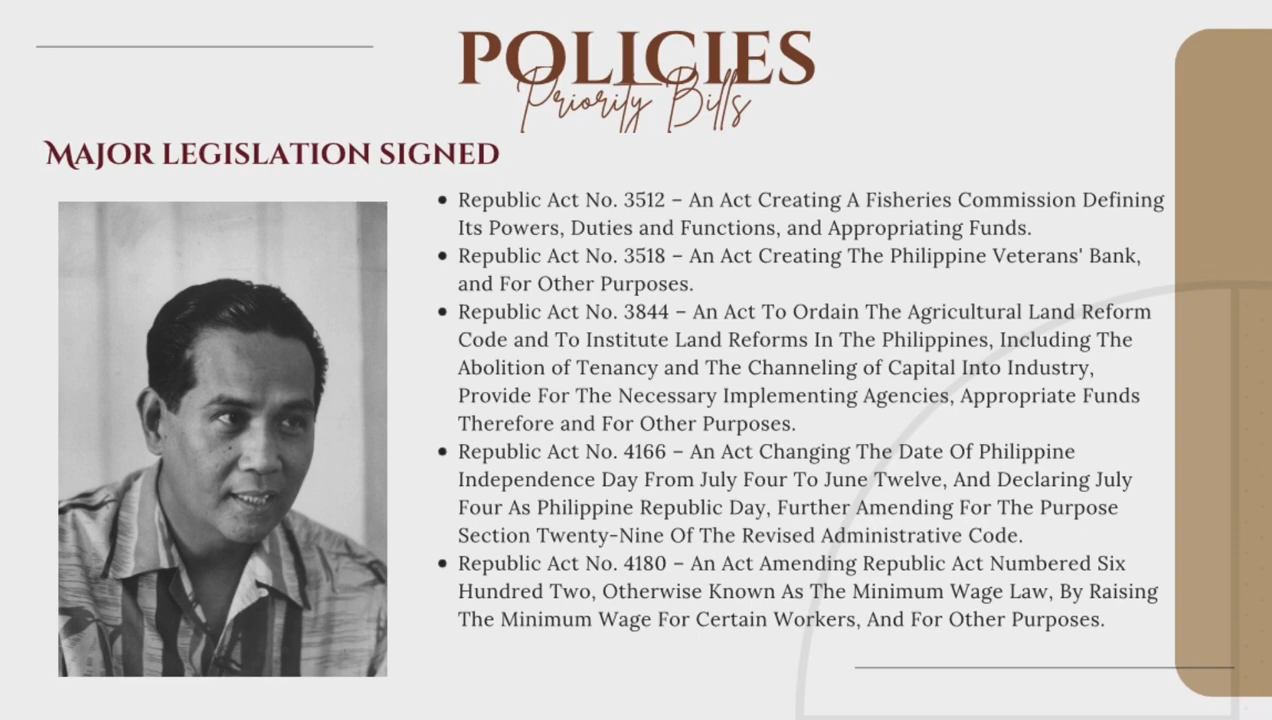 POLICIES
Priority Bills
MAJOR LEGISLATION SIGNED
• Republic Act No. 3512 – An Act Creating A Fisheries Commission Defining
Its Powers, Duties and Functions, and Appropriating Funds.
• Republic Act No. 3518 – An Act Creating The Philippine Veterans' Bank,
and For Other Purposes.
• Republic Act No. 3844 – An Act To Ordain The Agricultural Land Reform
Code and To Institute Land Reforms In The Philippines, Including The
Abolition of Tenancy and The Channeling of Capital Into Industry,
Provide For The Necessary Implementing Agencies, Appropriate Funds
Therefore and For Other Purposes.
• Republic Act No. 4166 – An Act Changing The Date Of Philippine
Independence Day From July Four To June Twelve, And Declaring July
Four As Philippine Republic Day, Further Amending For The Purpose
Section Twenty-Nine Of The Revised Administrative Code.
• Republic Act No. 4180 – An Act Amending Republic Act Numbered Six
Hundred Two, Otherwise Known As The Minimum Wage Law, By Raising
The Minimum Wage For Certain Workers, And For Other Purposes.